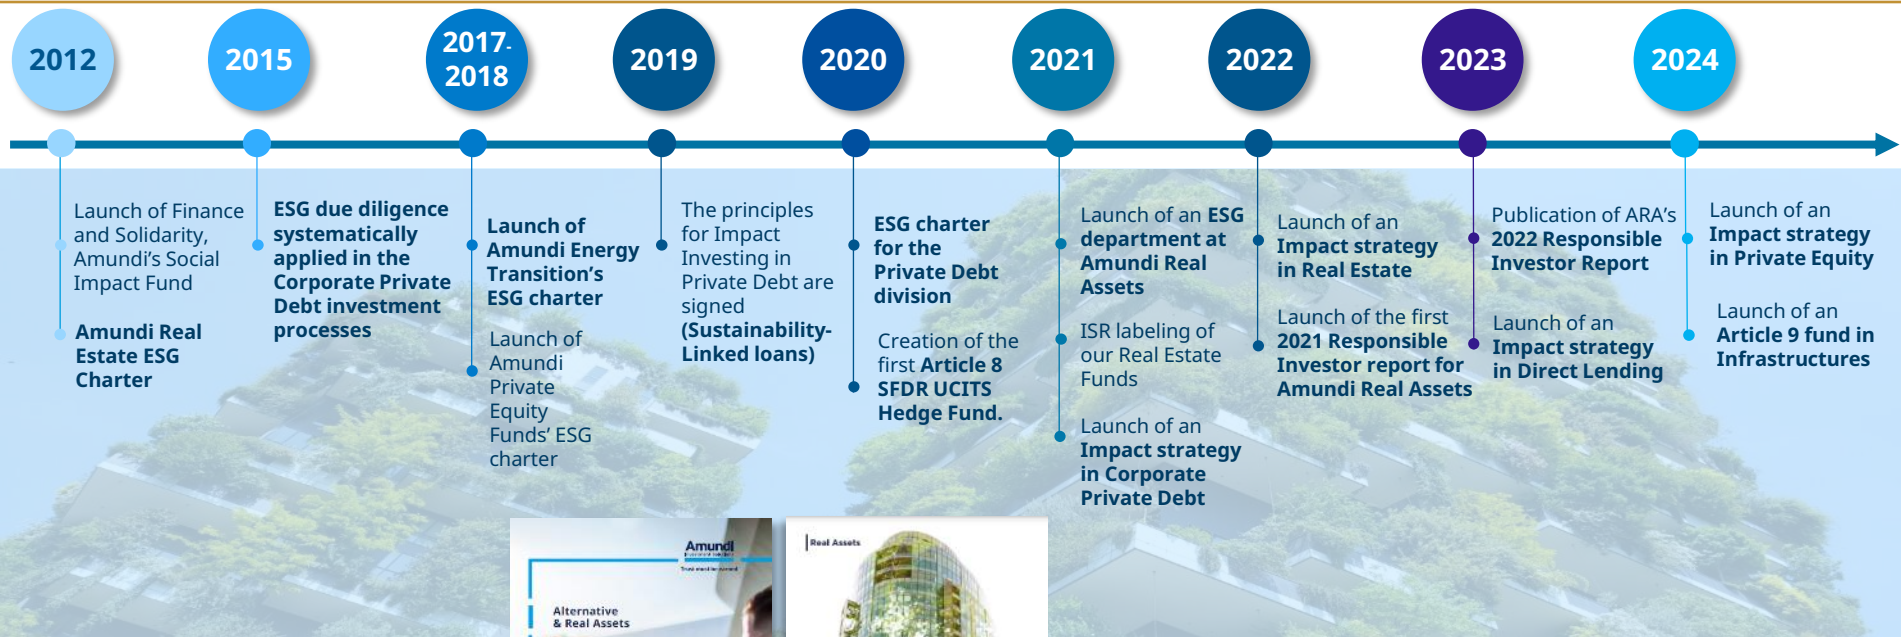 2012
2015
2017-
2018
2019
2020
2021
2022
2023
2024
Launch of Finance
and Solidarity,
Amundi’s Social
Impact Fund
Amundi Real
Estate ESG
Charter
ESG due diligence
systematically
applied in the
Corporate Private
Debt investment
processes
Launch of
Amundi Energy
Transition’s
ESG charter
Launch of
Amundi
Private
Equity
Funds’ ESG
charter
The principles
for Impact
Investing in
Private Debt are
signed
(Sustainability-
Linked loans)
ESG charter
for the
Private Debt
division
Creation of the
first Article 8
SFDR UCITS
Hedge Fund.
Launch of an ESG
department at
Amundi Real
Assets
ISR labeling of
our Real Estate
Funds
Launch of an
Impact strategy
in Corporate
Private Debt
Launch of an
Impact strategy
in Real Estate
Launch of the first
2021 Responsible
Investor report for
Amundi Real Assets
Publication of ARA’s
2022 Responsible
Investor Report
Launch of an
Impact strategy
in Direct Lending
Launch of an
Impact strategy
in Private Equity
Launch of an
Article 9 fund in
Infrastructures
Amundi
Trust must be earned
Alternative
& Real Assets
Real Assets